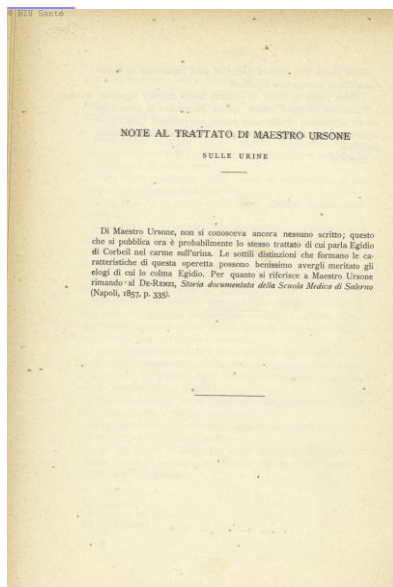 © BIU Santé
NOTE AL TRATTATO DI MAESTRO URSONE
SULLE URINE
Di Maestro Ursone, non si conosceva ancora nessuno scritto; questo
che si pubblica ora è probabilmente lo stesso trattato di cui parla Egidio
di Corbeil nel carme sull'urina. Le sottili distinzioni che formano le ca-
ratteristiche di questa operetta possono benissimo avergli meritato gli
elogi di cui lo colma Egidio. Per quanto si riferisce a Maestro Ursone
rimando al DE-RENZI, Storia documentata della Scuola Medica di Salerno
(Napoli, 1857, p. 335).